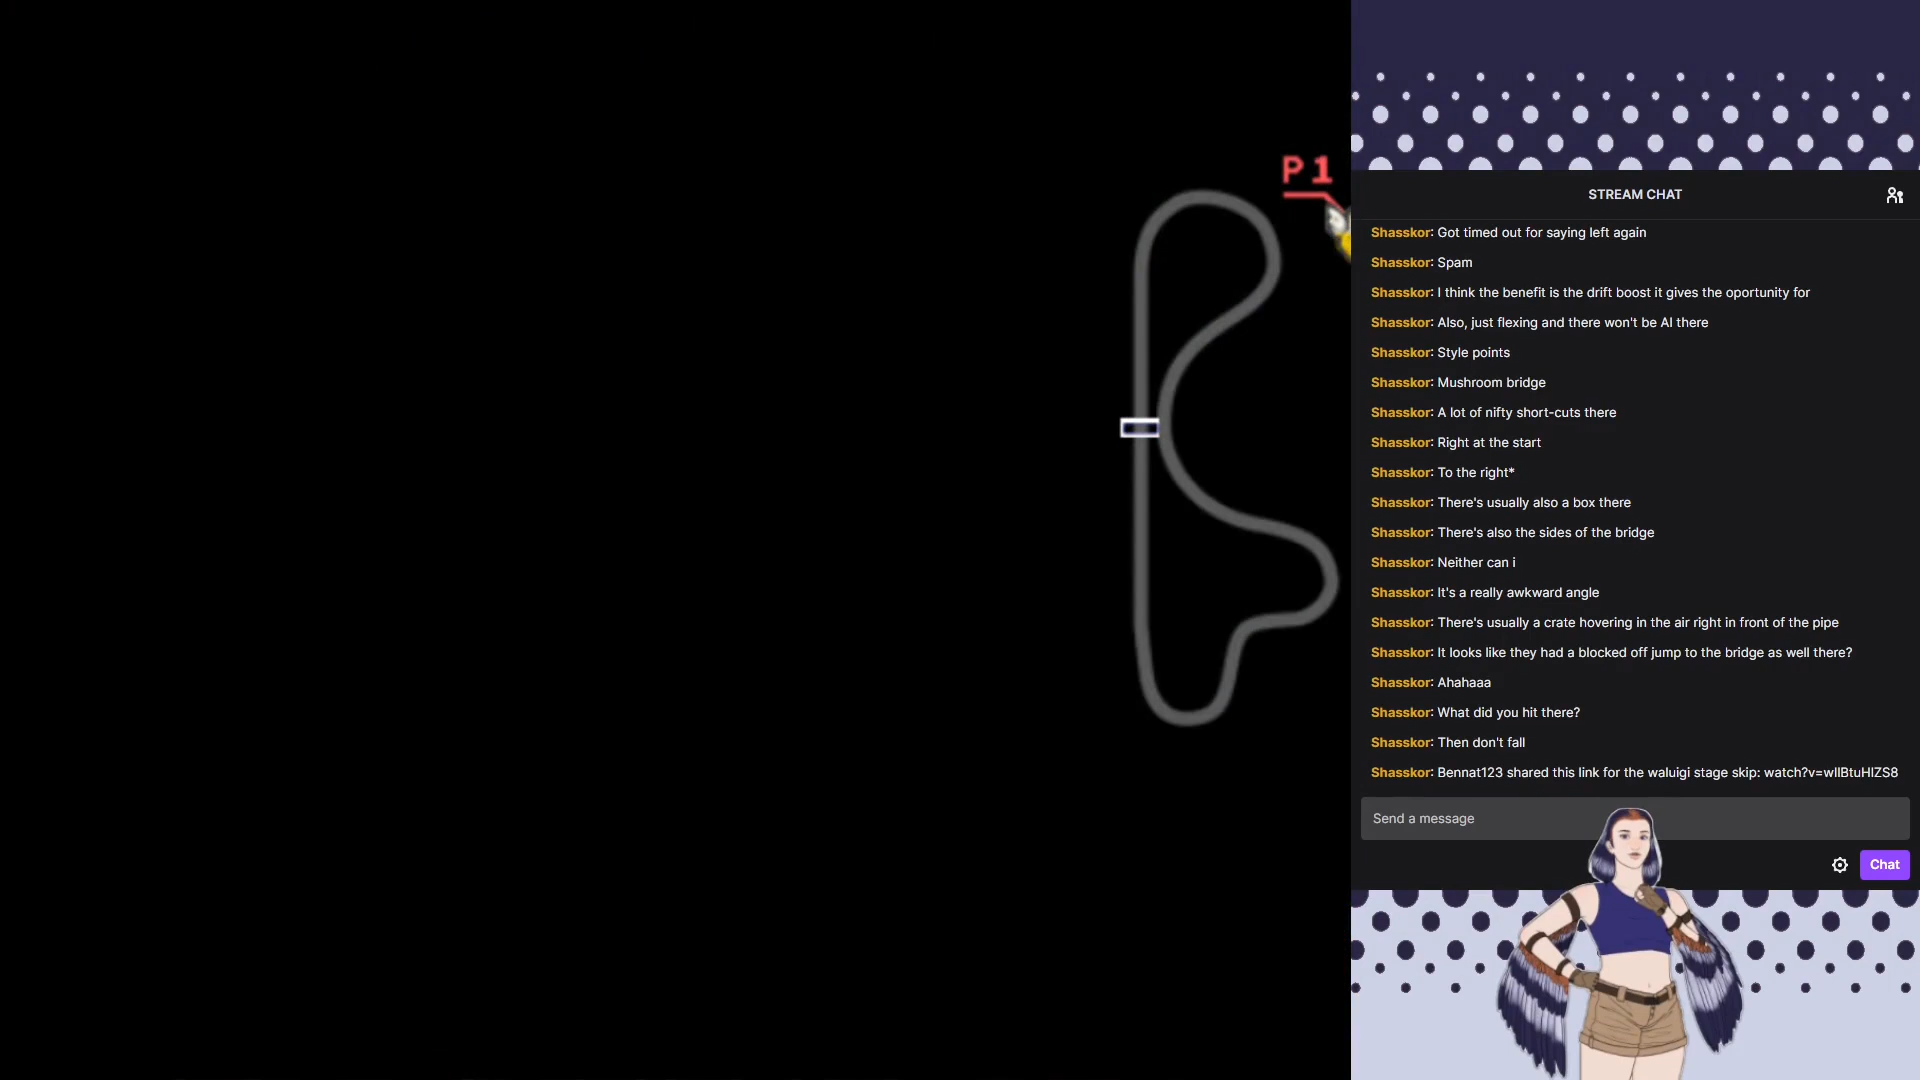 P 1
STREAM CHAT
Shasskor: Got timed out for saying left again
Shasskor: Spam
Shasskor: I think the benefit is the drift boost it gives the oportunity for
Shasskor: Also, just flexing and there won't be AI there
Shasskor: Style points
Shasskor: Mushroom bridge
Shasskor: A lot of nifty short-cuts there
Shasskor: Right at the start
Shasskor: To the right*
Shasskor: There's usually also a box there
Shasskor: There's also the sides of the bridge
Shasskor: Neither can i
Shasskor: It's a really awkward angle
Shasskor: There's usually a crate hovering in the air right in front of the pipe
Shasskor: It looks like they had a blocked off jump to the bridge as well there?
Shasskor: Ahahaaa
Shasskor: What did you hit there?
Shasskor: Then don't fall
Shasskor: Bennat123 shared this link for the waluigi stage skip: watch?v=wIlBtuHIZS8
Send a message
Chat